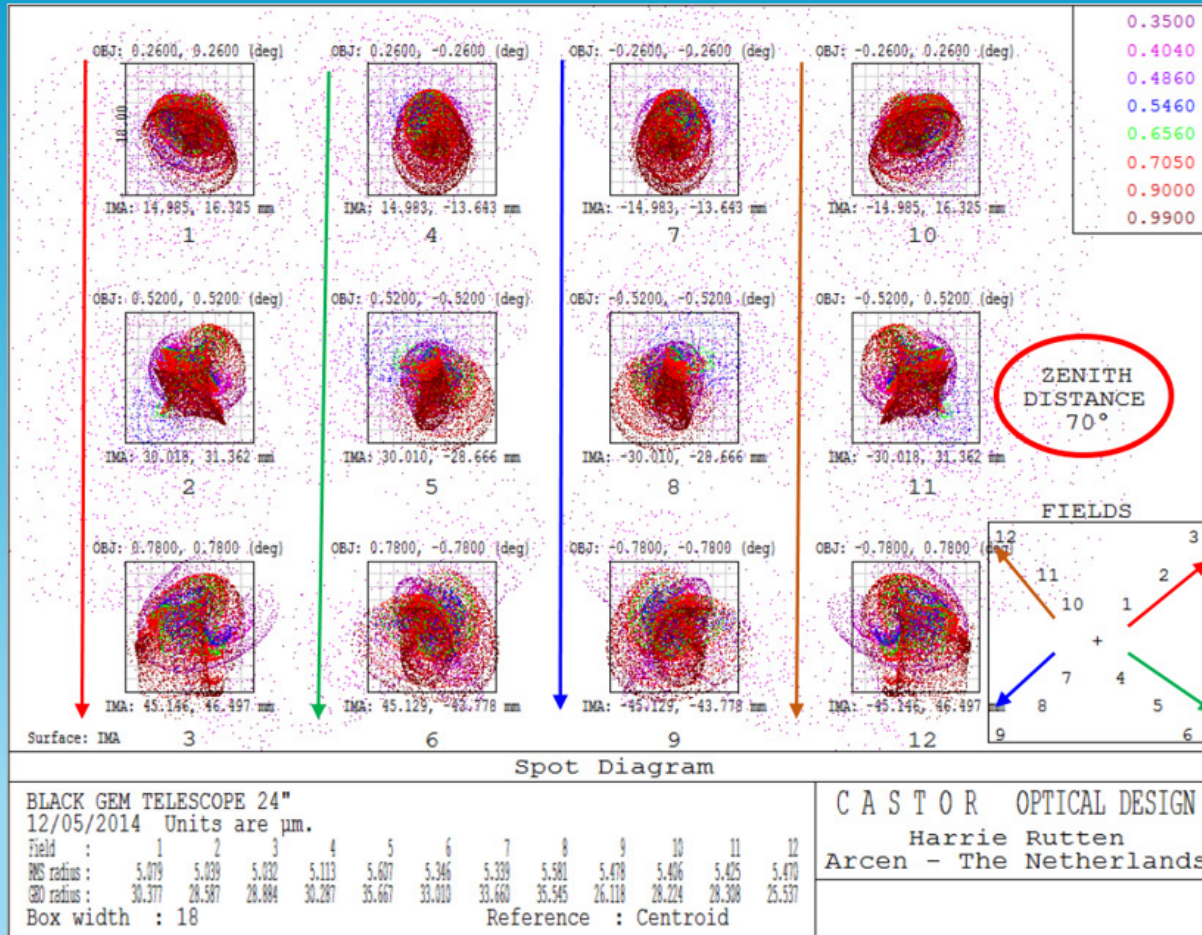 0.3500
0.4040
0.4860
0.5460
0.6560
0.7050
0.9000
0.9900
OBJ: 0.2600, 0.2600 (deg) OBJ: 0.2600, -0.2600 (deg) OBJ: -0.2600, -0.2600 (deg) OBJ: -0.2600, 0.2600 (deg)
18.00
IMA: 14.985, 16.325 mm IMA: 14.983, -13.643 mm IMA: -14.983, -13.643 mm IMA: -14.985, 16.325 mm
1 4 7 10
OBJ: 0.5200, 0.5200 (deg) OBJ: 0.5200, -0.5200 (deg) OBJ: -0.5200, -0.5200 (deg) OBJ: -0.5200, 0.5200 (deg)
IMA: 30.018, 31.362 mm IMA: 30.010, -28.666 mm IMA: -30.010, -28.666 mm IMA: -30.018, 31.362 mm
2 5 8 11
ZENITH
DISTANCE
70°
OBJ: 0.7800, 0.7800 (deg) OBJ: 0.7800, -0.7800 (deg) OBJ: -0.7800, -0.7800 (deg) OBJ: -0.7800, 0.7800 (deg)
IMA: 45.146, 46.497 mm IMA: 45.129, -43.778 mm IMA: -45.129, -43.778 mm IMA: -45.146, 46.497 mm
Surface: IMA 3 6 9 12
FIELDS
12 3
11 2
10 1
+
7 4
8 5
9 6
Spot Diagram
BLACK GEM TELESCOPE 24"
12/05/2014 Units are µm.
Field : 1 2 3 4 5 6 7 8 9 10 11 12
RMS radius : 5.079 5.039 5.032 5.113 5.607 5.346 5.339 5.581 5.478 5.406 5.425 5.470
GEO radius : 30.377 28.587 28.884 30.287 35.667 33.010 33.660 35.545 26.118 28.224 28.308 25.537
Box width : 18 Reference : Centroid
CASTOR OPTICAL DESIGN
Harrie Rutten
Arcen - The Netherlands